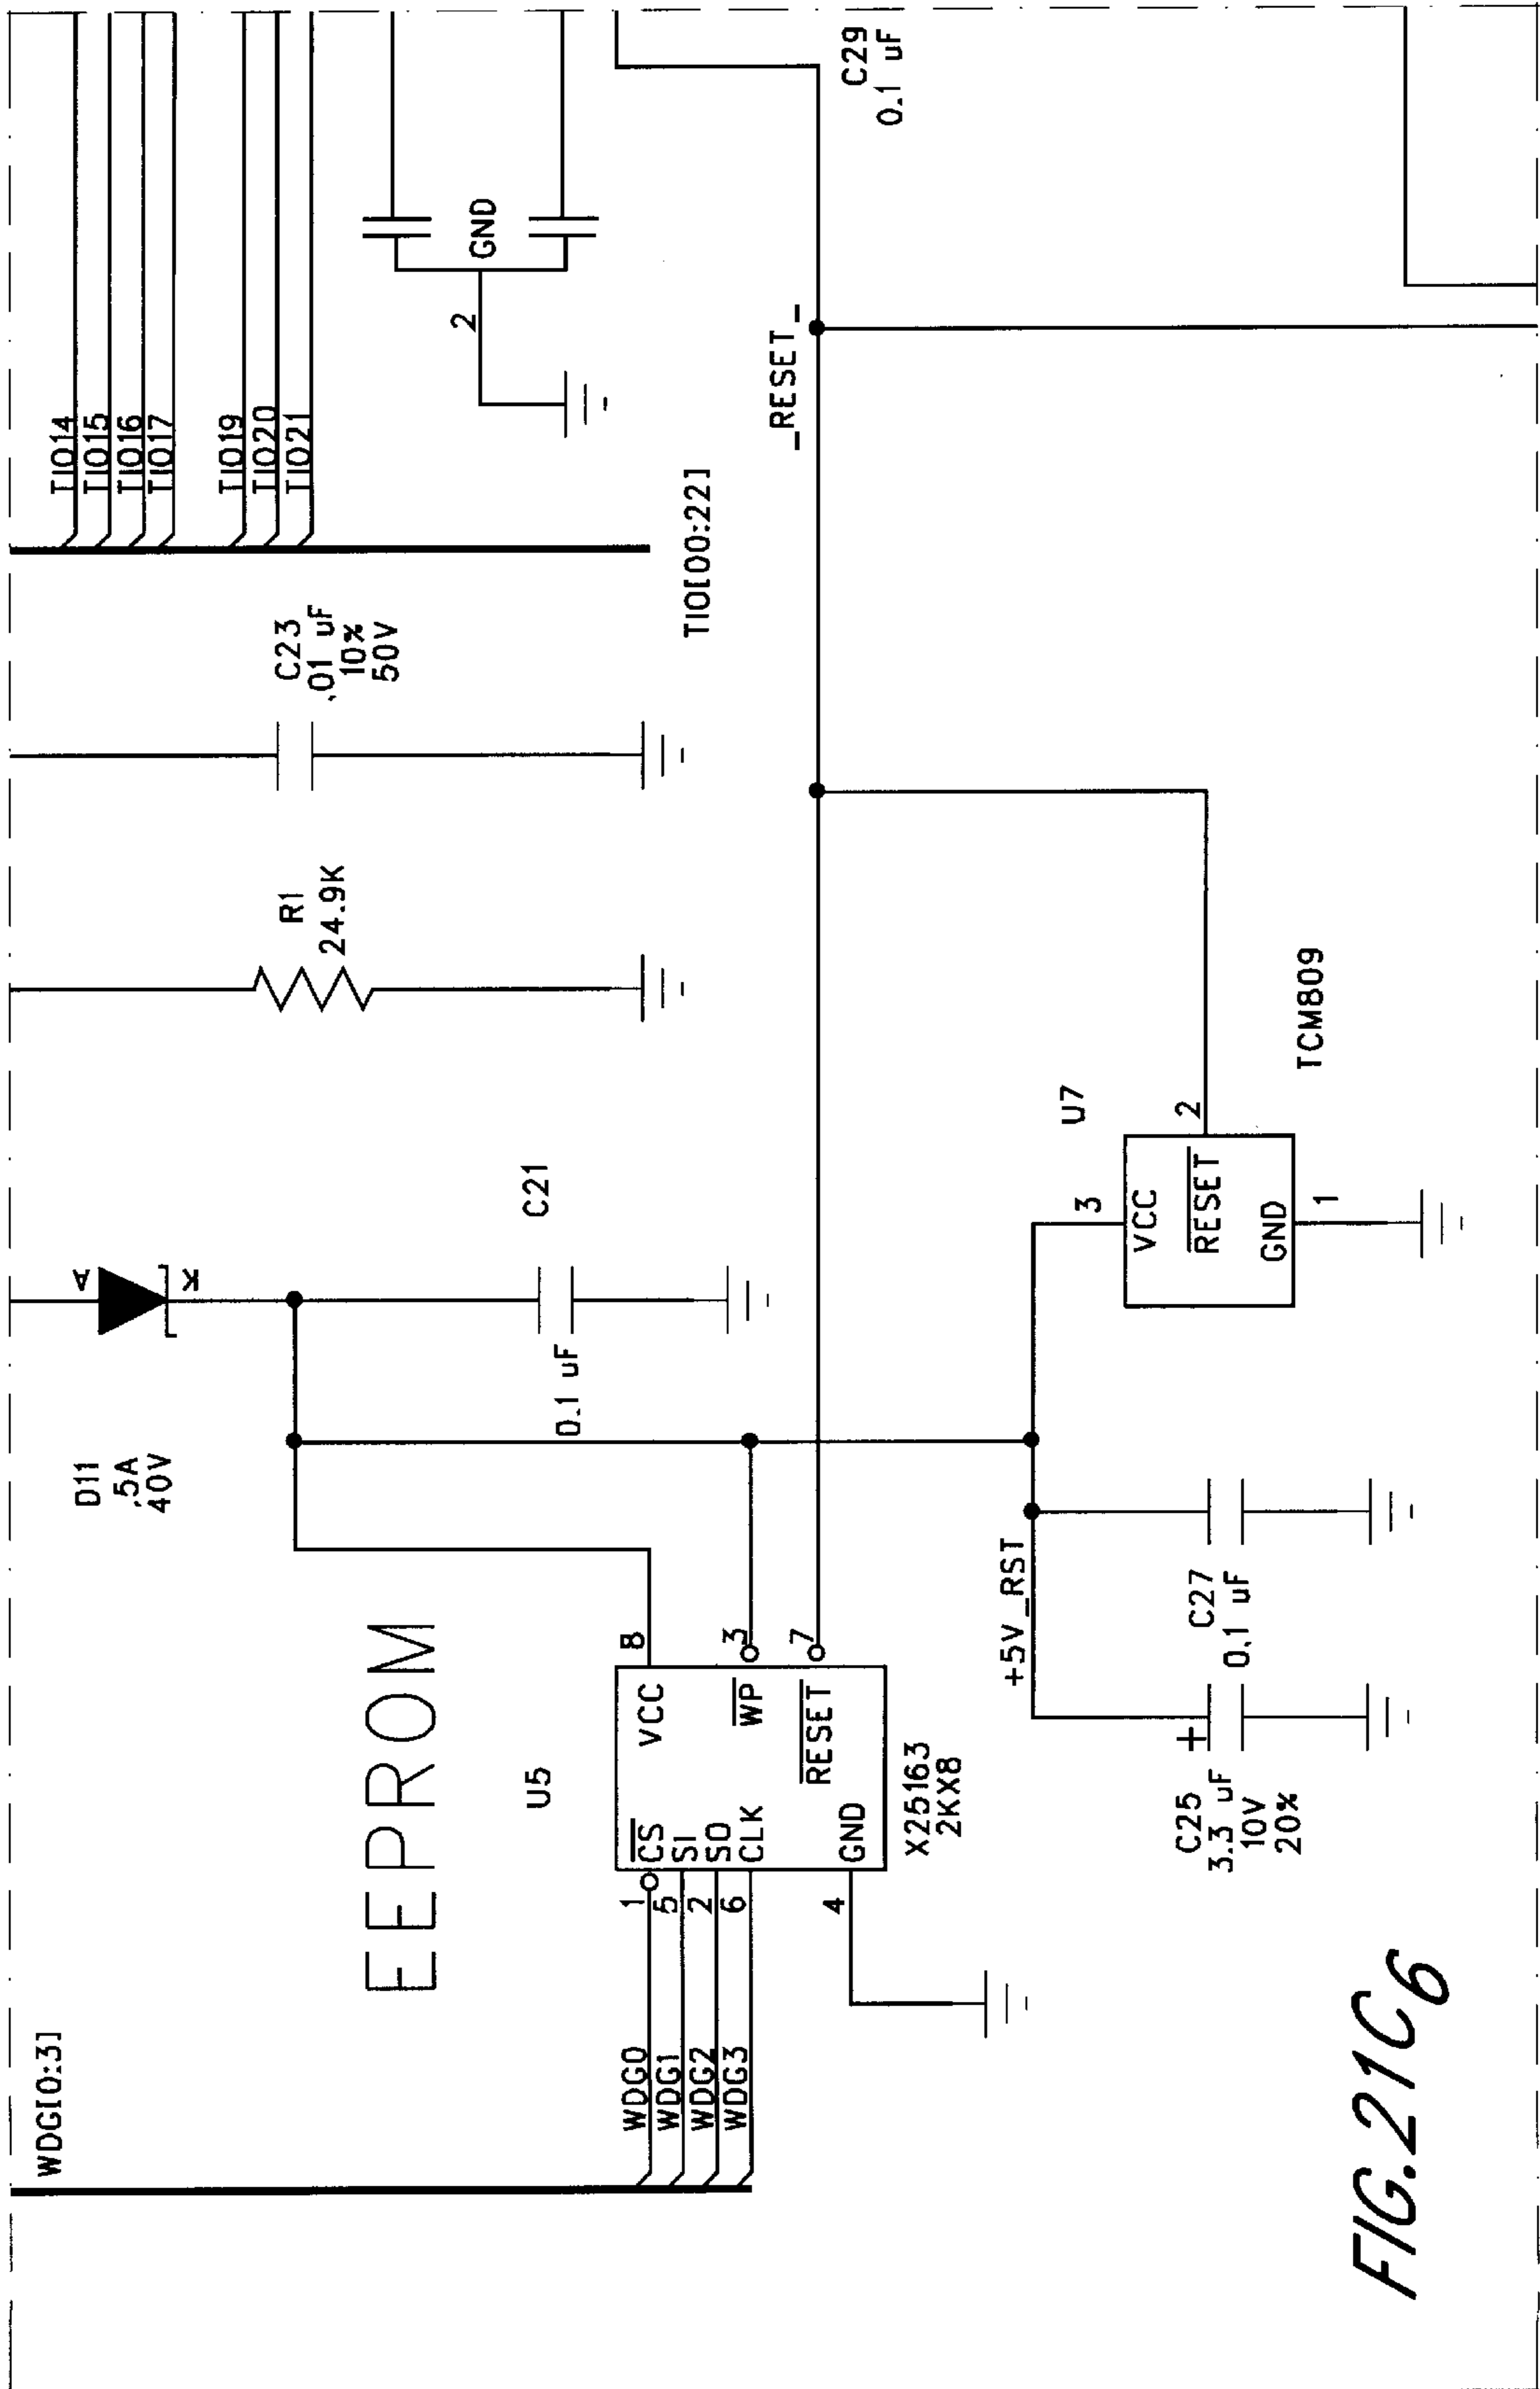 WDG[0:3]
EEPROM
D11
.5A
40V
A
K
WDG0
WDG1
WDG2
WDG3
1
5
2
6
4
U5
CS
SI
SO
CLK
GND
VCC
WP
RESET
8
3
7
X25163
2KX8
C21
0.1 uF
R1
24.9K
C23
.01 uF
10%
50V
TIO14
TIO15
TIO16
TIO17
TIO19
TIO20
TIO21
TIO[00:22]
2
GND
_RESET_
C29
0.1 uF
+5V_RST
C25
3.3 uF
10V
20%
+
C27
0.1 uF
U7
3
VCC
RESET
GND
2
1
TCM809
FIG.21C6